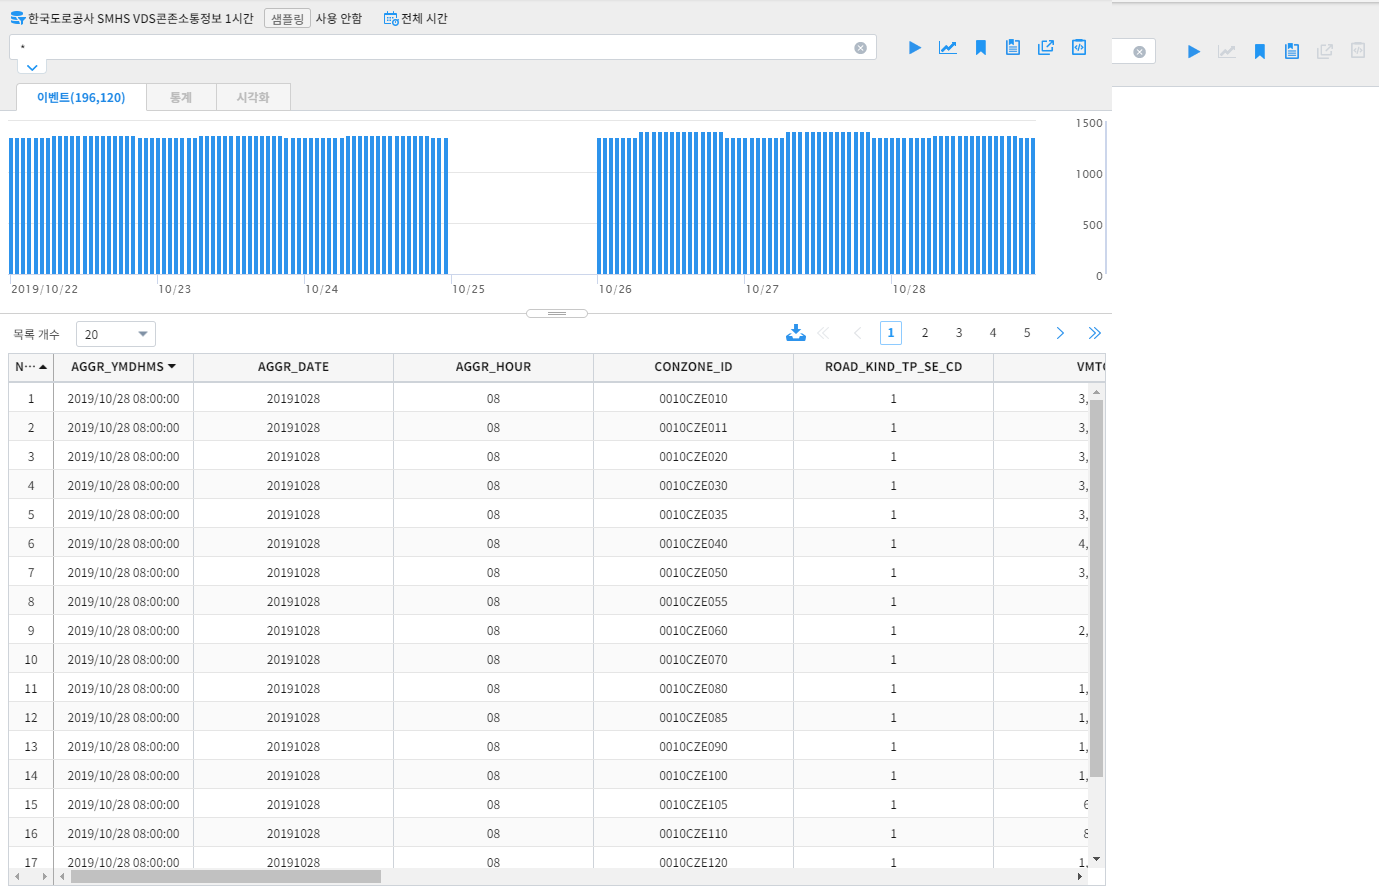 한국도로공사 SMHS VDS콘존소통정보 1시간 샘플링 사용 안함 전체 시간
*
이벤트(196,120) 통계 시각화
1500
1000
500
0
2019/10/22 10/23 10/24 10/25 10/26 10/27 10/28
목록 개수 20 1 2 3 4 5
N··· AGGR_YMDHMS AGGR_DATE AGGR_HOUR CONZONE_ID ROAD_KIND_TP_SE_CD VMTC
1 2019/10/28 08:00:00 20191028 08 0010CZE010 1 3,
2 2019/10/28 08:00:00 20191028 08 0010CZE011 1 3,
3 2019/10/28 08:00:00 20191028 08 0010CZE020 1 3,
4 2019/10/28 08:00:00 20191028 08 0010CZE030 1 3,
5 2019/10/28 08:00:00 20191028 08 0010CZE035 1 3,
6 2019/10/28 08:00:00 20191028 08 0010CZE040 1 4,
7 2019/10/28 08:00:00 20191028 08 0010CZE050 1 3,
8 2019/10/28 08:00:00 20191028 08 0010CZE055 1
9 2019/10/28 08:00:00 20191028 08 0010CZE060 1 2,
10 2019/10/28 08:00:00 20191028 08 0010CZE070 1
11 2019/10/28 08:00:00 20191028 08 0010CZE080 1 1,
12 2019/10/28 08:00:00 20191028 08 0010CZE085 1 1,
13 2019/10/28 08:00:00 20191028 08 0010CZE090 1 1,
14 2019/10/28 08:00:00 20191028 08 0010CZE100 1 1,
15 2019/10/28 08:00:00 20191028 08 0010CZE105 1 6
16 2019/10/28 08:00:00 20191028 08 0010CZE110 1 8
17 2019/10/28 08:00:00 20191028 08 0010CZE120 1 1,